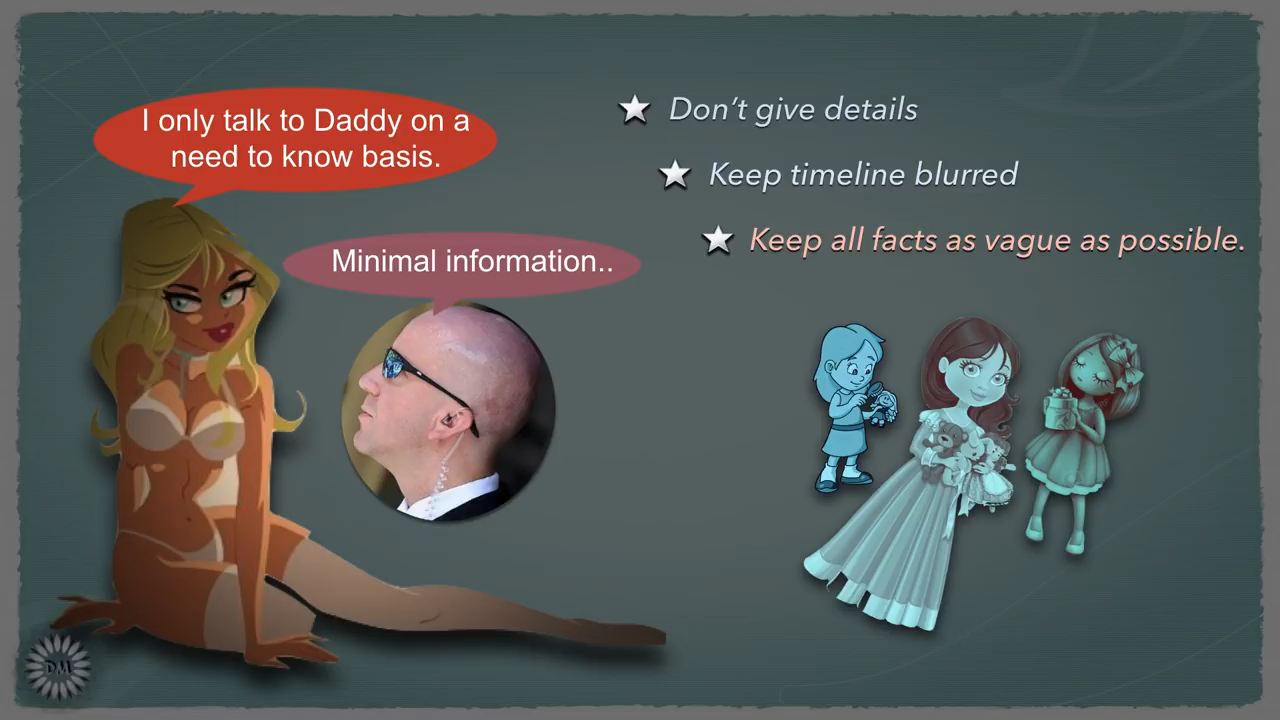 I only talk to Daddy on a
need to know basis.
Minimal information..
Don’t give details
Keep timeline blurred
Keep all facts as vague as possible.
DM